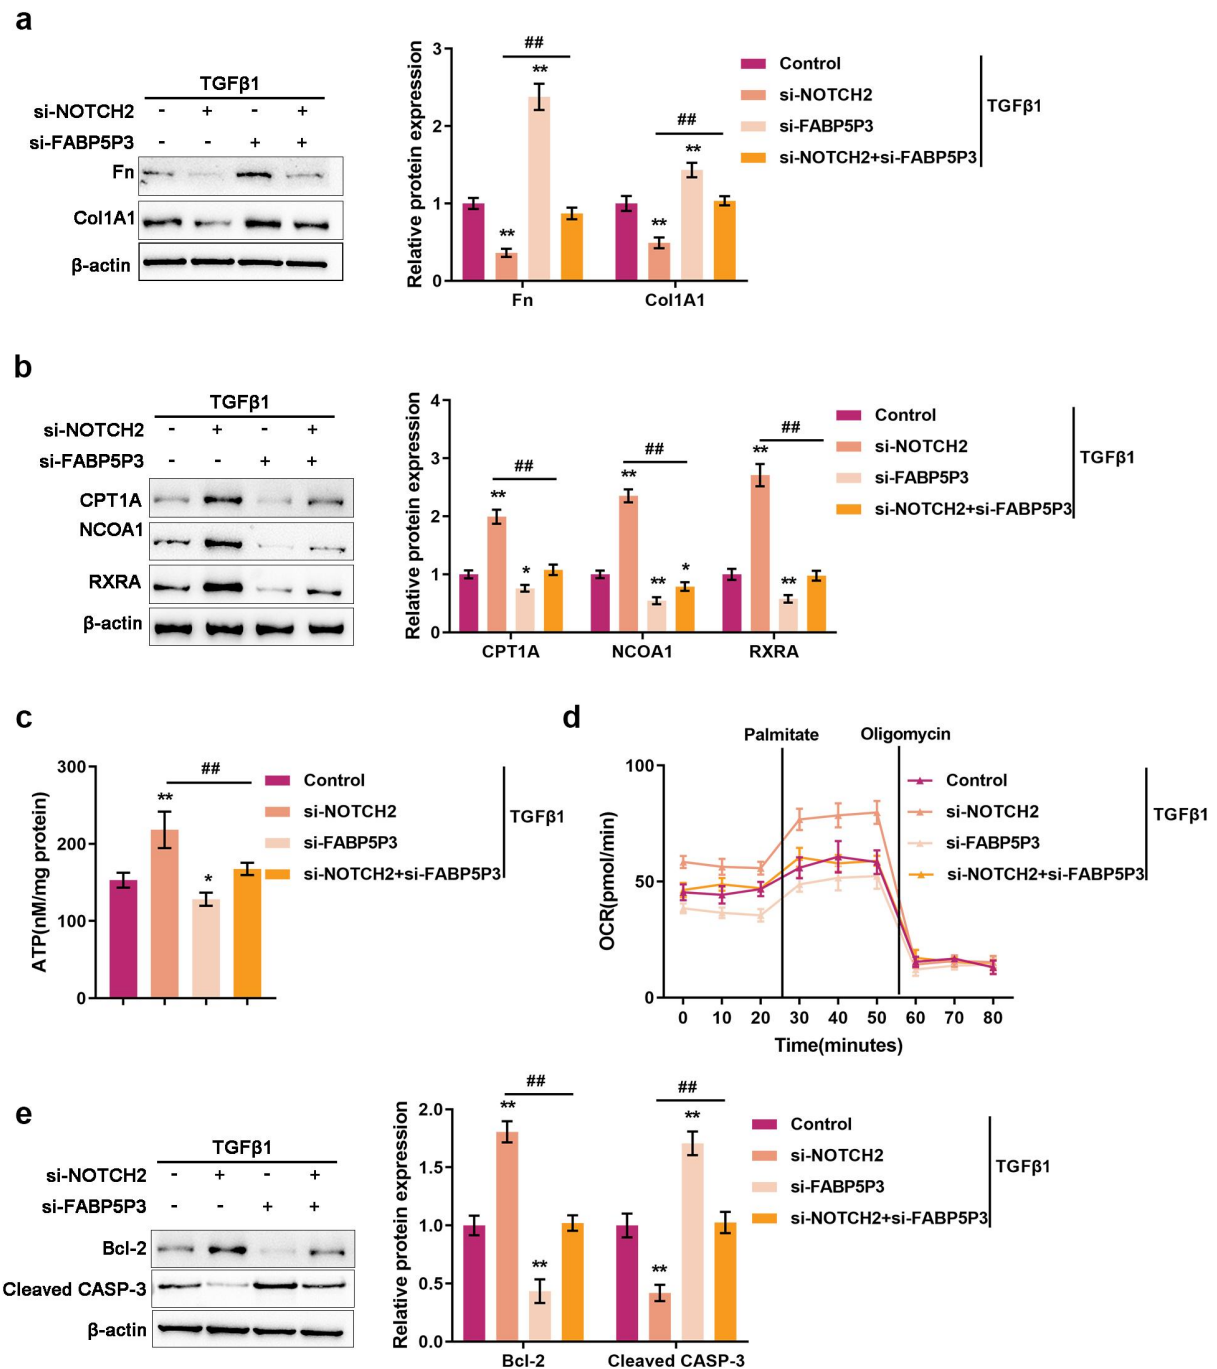 a
TGFβ1
si-NOTCH2 - + - +
si-FABP5P3 - - + +
Fn
Col1A1
β-actin
Relative protein expression
3
2
1
0
##
**
**
##
**
**
Fn Col1A1
Control
si-NOTCH2
si-FABP5P3
si-NOTCH2+si-FABP5P3
TGFβ1
b
TGFβ1
si-NOTCH2 - + - +
si-FABP5P3 - - + +
CPT1A
NCOA1
RXRA
β-actin
Relative protein expression
4
3
2
1
0
##
**
*
##
**
**
*
##
**
**
CPT1A NCOA1 RXRA
Control
si-NOTCH2
si-FABP5P3
si-NOTCH2+si-FABP5P3
TGFβ1
c
ATP(nM/mg protein)
300
200
100
0
##
**
*
Control
si-NOTCH2
si-FABP5P3
si-NOTCH2+si-FABP5P3
TGFβ1
d
Palmitate Oligomycin
OCR(pmol/min)
100
50
0
0 10 20 30 40 50 60 70 80
Time(minutes)
Control
si-NOTCH2
si-FABP5P3
si-NOTCH2+si-FABP5P3
TGFβ1
e
TGFβ1
si-NOTCH2 - + - +
si-FABP5P3 - - + +
Bcl-2
Cleaved CASP-3
β-actin
Relative protein expression
2.0
1.5
1.0
0.5
0.0
##
**
**
##
**
**
Bcl-2 Cleaved CASP-3
Control
si-NOTCH2
si-FABP5P3
si-NOTCH2+si-FABP5P3
TGFβ1